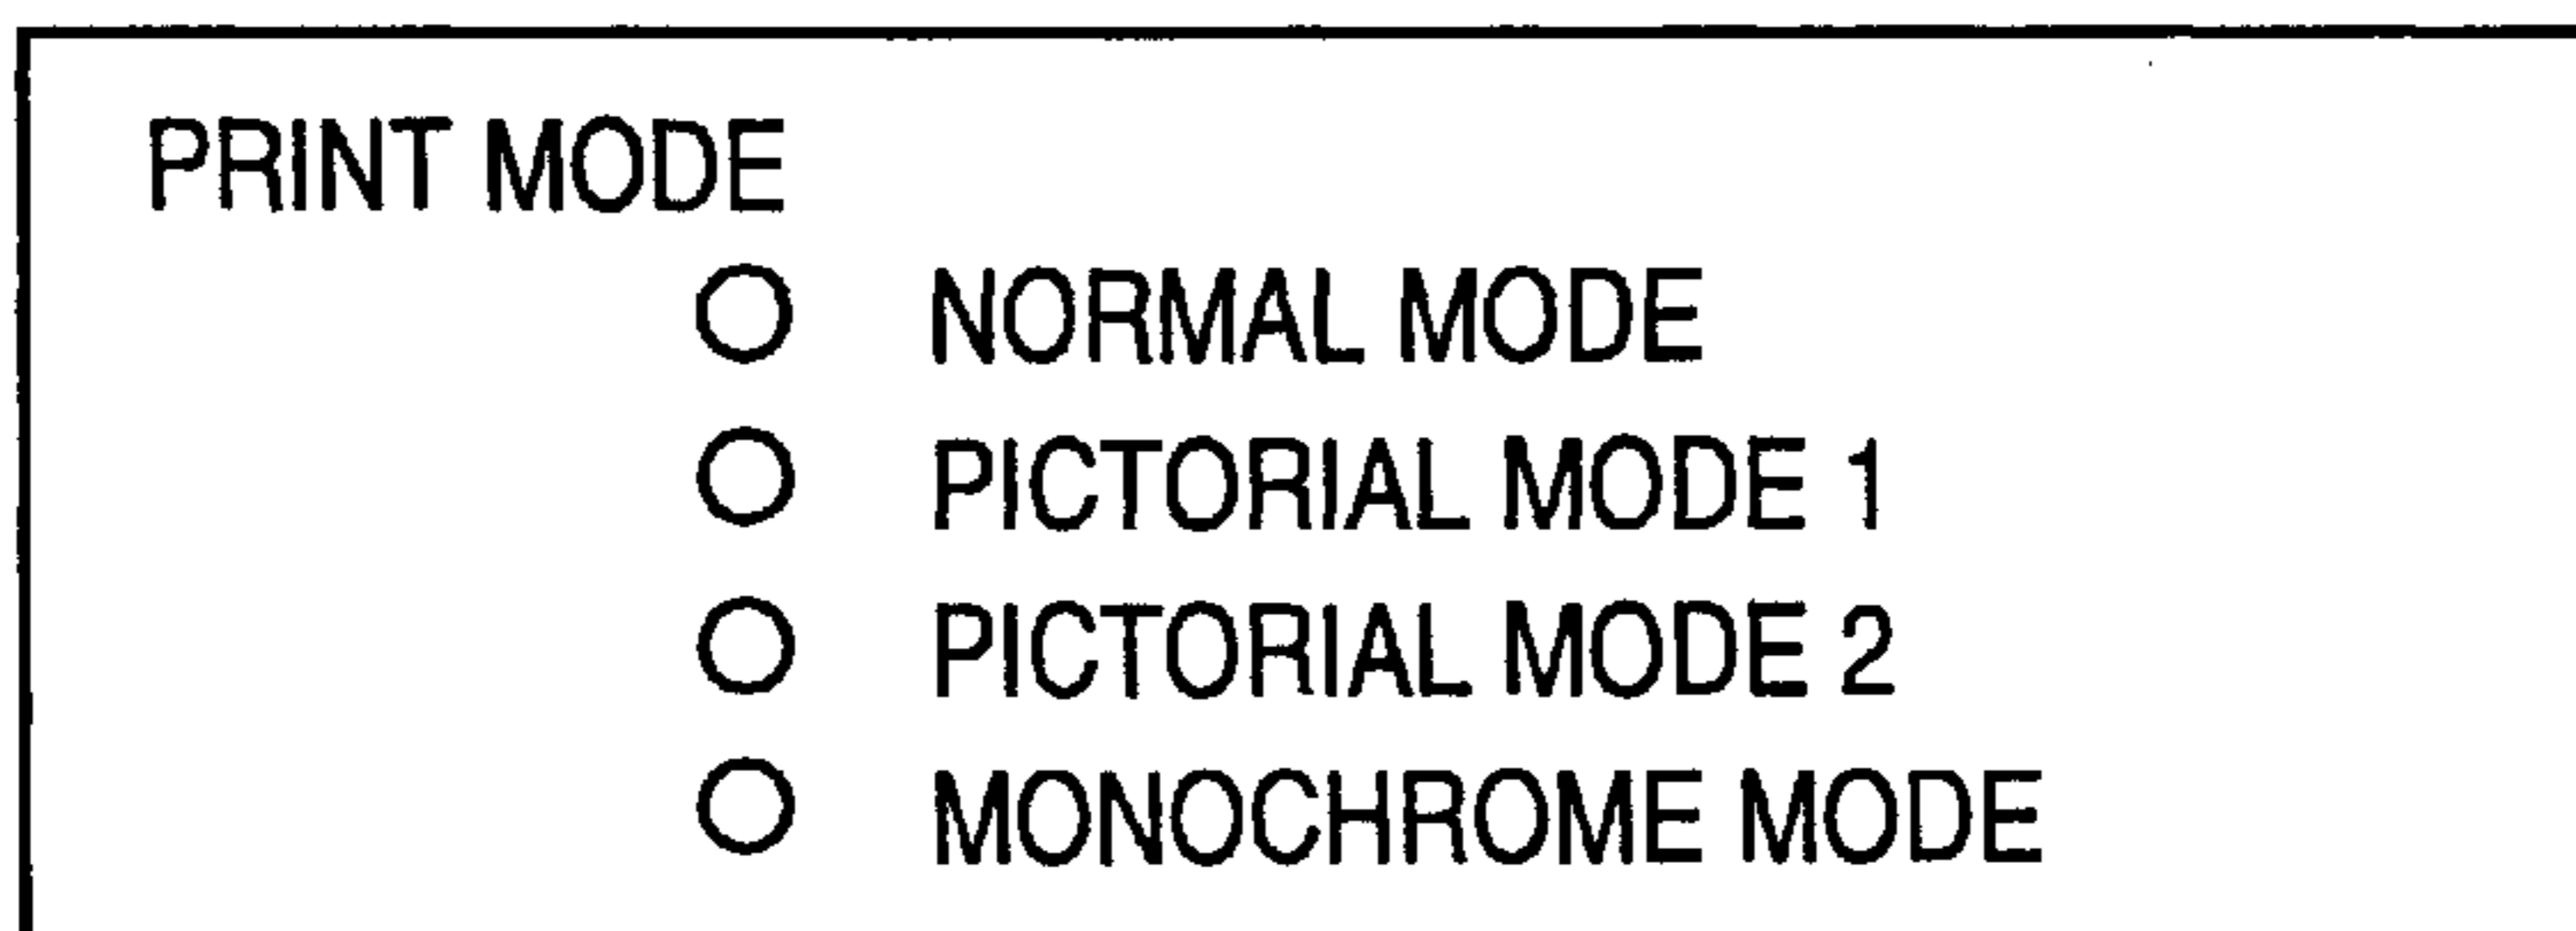 PRINT MODE
NORMAL MODE
PICTORIAL MODE 1
PICTORIAL MODE 2
MONOCHROME MODE